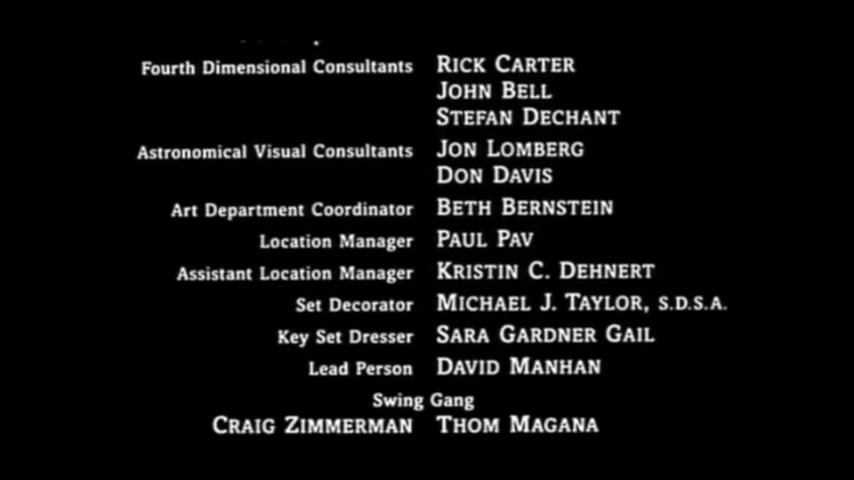 Fourth Dimensional Consultants RICK CARTER
JOHN BELL
STEFAN DECHANT
Astronomical Visual Consultants JON LOMBERG
DON DAVIS
Art Department Coordinator BETH BERNSTEIN
Location Manager PAUL PAV
Assistant Location Manager KRISTIN C. DEHNERT
Set Decorator MICHAEL J. TAYLOR, S.D.S.A.
Key Set Dresser SARA GARDNER GAIL
Lead Person DAVID MANHAN
Swing Gang
CRAIG ZIMMERMAN THOM MAGANA